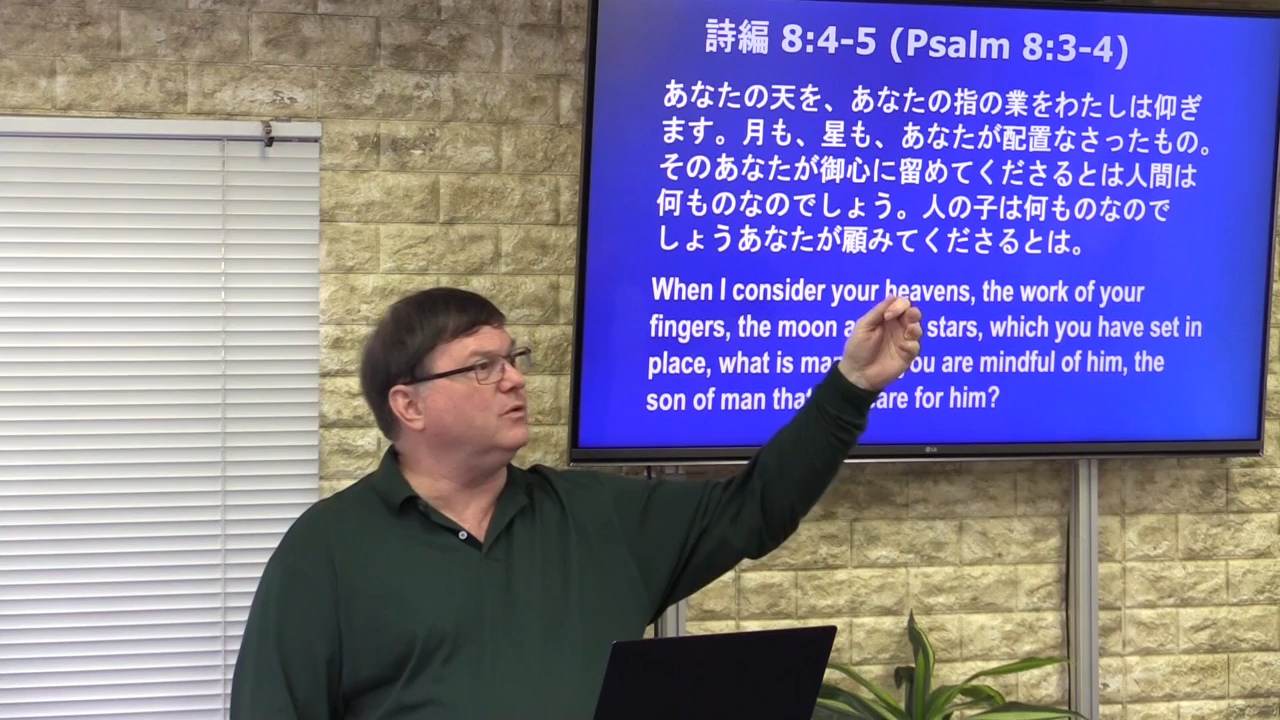 詩編 8:4-5 (Psalm 8:3-4)
あなたの天を、あなたの指の業をわたしは仰ぎ
ます。月も、星も、あなたが配置なさったもの。
そのあなたが御心に留めてくださるとは人間は
何ものなのでしょう。人の子は何ものなので
しょうあなたが顧みてくださるとは。
When I consider your heavens, the work of your
fingers, the moon stars, which you have set in
place, what is you are mindful of him, the
son of man care for him?
LG